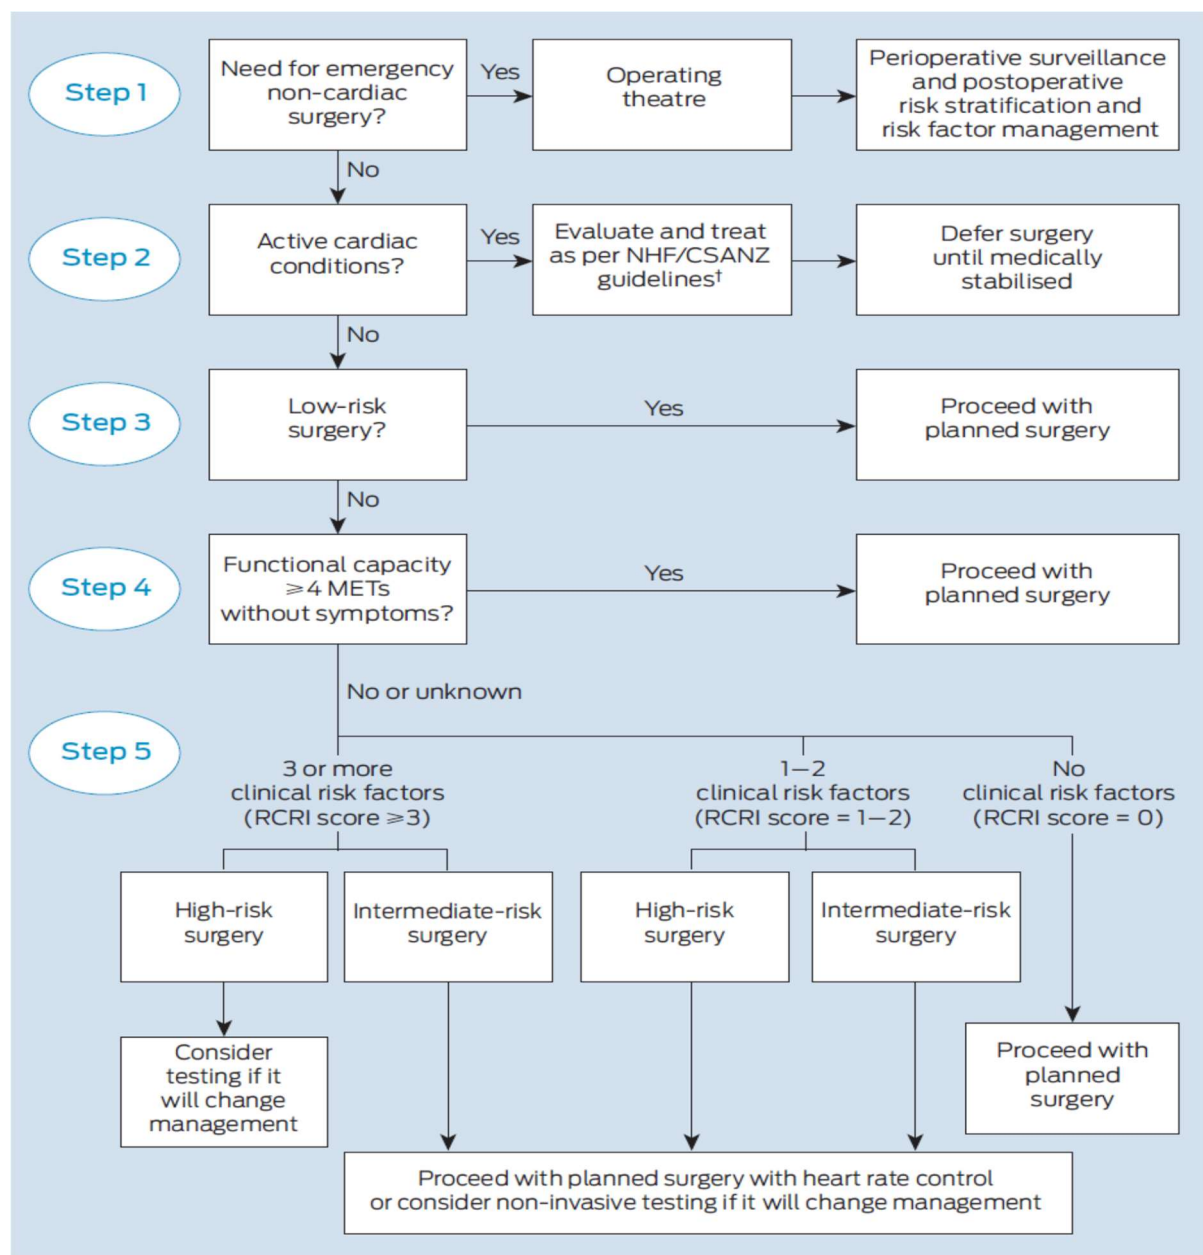 Step 1
Need for emergency
non-cardiac
surgery?
Yes
Operating
theatre
Perioperative surveillance
and postoperative
risk stratification and
risk factor management
No
Step 2
Active cardiac
conditions?
Yes
Evaluate and treat
as per NHF/CSANZ
guidelines†
Defer surgery
until medically
stabilised
No
Step 3
Low-risk
surgery?
Yes
Proceed with
planned surgery
No
Step 4
Functional capacity
⩾4 METs
without symptoms?
Yes
Proceed with
planned surgery
No or unknown
Step 5
3 or more
clinical risk factors
(RCRI score ⩾3)
1–2
clinical risk factors
(RCRI score = 1–2)
No
clinical risk factors
(RCRI score = 0)
High-risk
surgery
Intermediate-risk
surgery
High-risk
surgery
Intermediate-risk
surgery
Consider
testing if it
will change
management
Proceed with
planned
surgery
Proceed with planned surgery with heart rate control
or consider non-invasive testing if it will change management